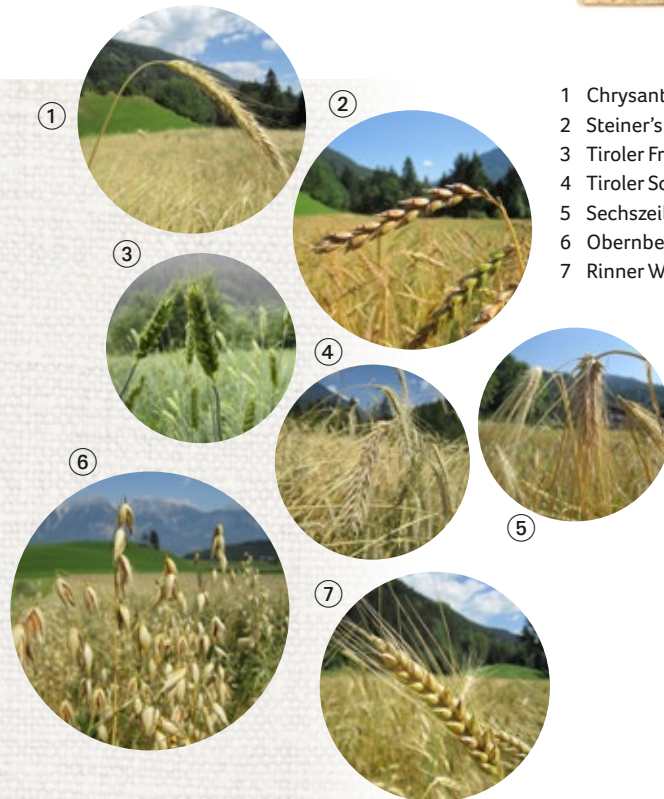 1 Chrysant
2 Steiner's
3 Tiroler Fr
4 Tiroler So
5 Sechszeil
6 Obernbe
7 Rinner W
1
2
3
4
5
6
7